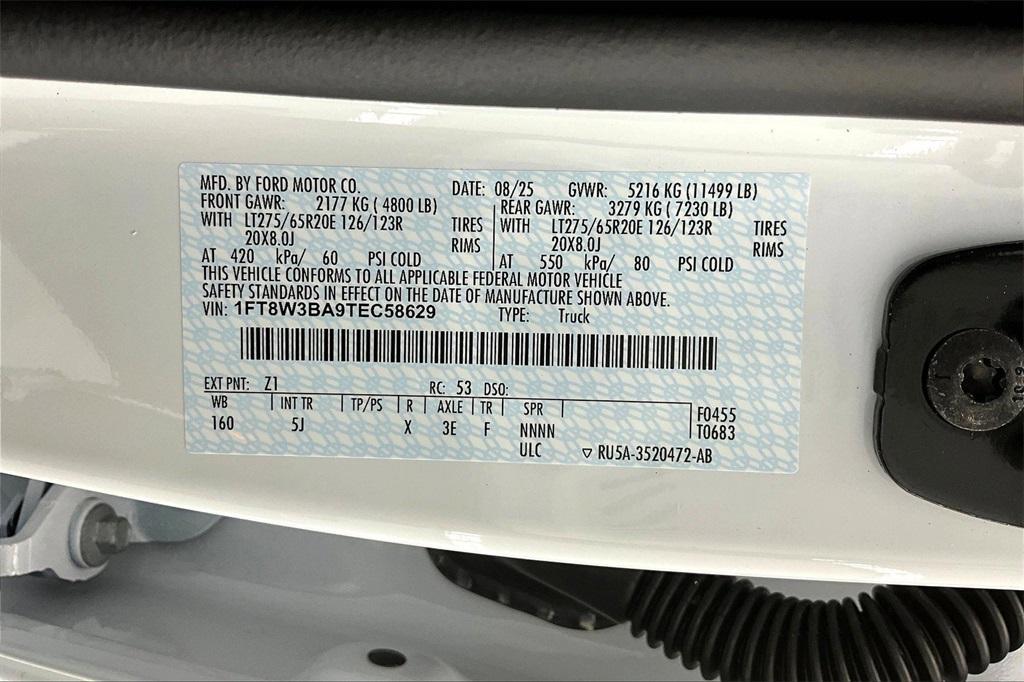 MFD. BY FORD MOTOR CO. DATE: 08/25 GVWR: 5216 KG (11499 LB)
FRONT GAWR: 2177 KG ( 4800 LB) REAR GAWR: 3279 KG ( 7230 LB)
WITH LT275/65R20E 126/123R TIRES WITH LT275/65R20E 126/123R TIRES
20X8.0J RIMS 20X8.0J RIMS
AT 420 kPa/ 60 PSI COLD AT 550 kPa/ 80 PSI COLD
THIS VEHICLE CONFORMS TO ALL APPLICABLE FEDERAL MOTOR VEHICLE
SAFETY STANDARDS IN EFFECT ON THE DATE OF MANUFACTURE SHOWN ABOVE.
VIN: 1FT8W3BA9TEC58629 TYPE: Truck
EXT PNT: Z1 RC: 53 DSO:
WB INT TR TP/PS R AXLE TR SPR F0455
160 5J X 3E F NNNN T0683
ULC ▽ RU5A-3520472-AB
10.9